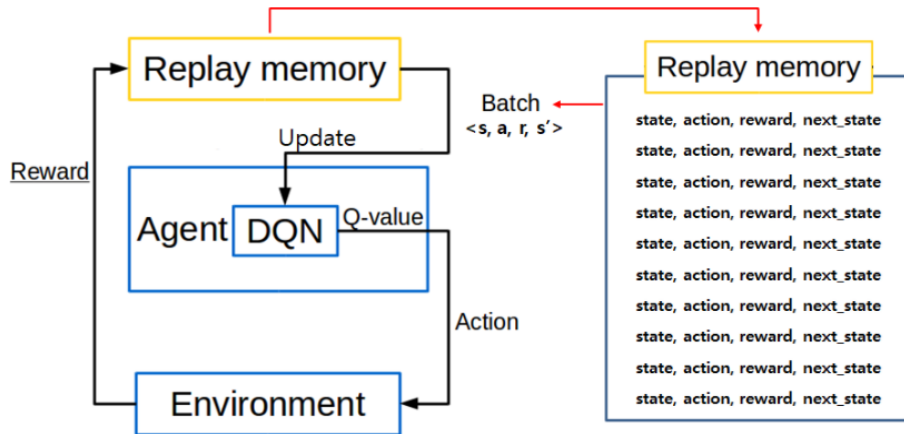 Replay memory
Update
Reward
Agent
DQN
Q-value
Action
Environment
Batch
<s, a, r, s′>
Replay memory
state, action, reward, next_state
state, action, reward, next_state
state, action, reward, next_state
state, action, reward, next_state
state, action, reward, next_state
state, action, reward, next_state
state, action, reward, next_state
state, action, reward, next_state
state, action, reward, next_state
state, action, reward, next_state